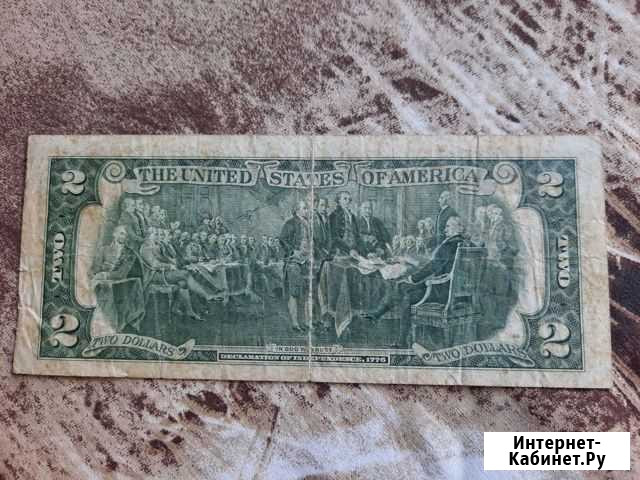 2 THE UNITED STATES OF AMERICA 2
TWO TWO
2 TWO DOLLARS TWO DOLLARS 2
IN GOD WE TRUST
DECLARATION OF INDEPENDENCE, 1776
Интернет-
Кабинет.Ру